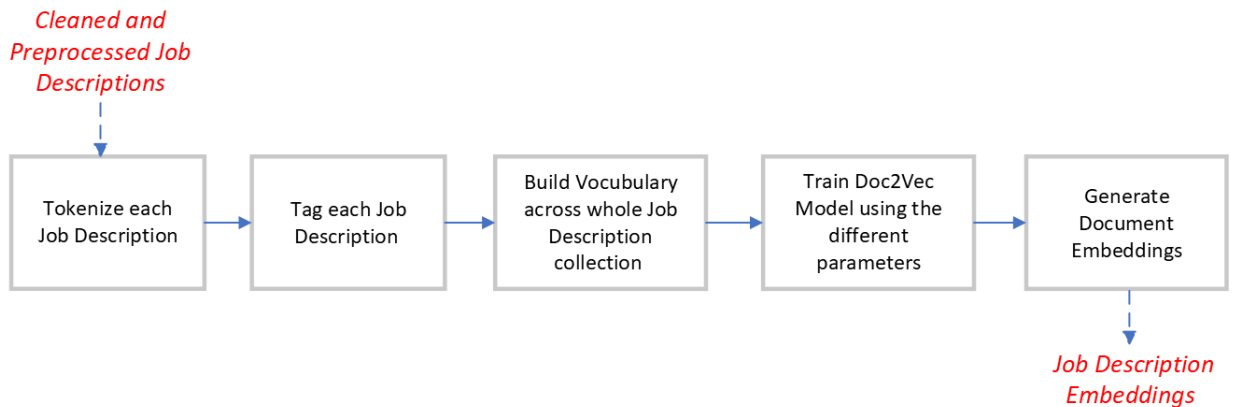 Cleaned and
Preprocessed Job
Descriptions
Tokenize each
Job Description
Tag each Job
Description
Build Vocubulary
across whole Job
Description
collection
Train Doc2Vec
Model using the
different
parameters
Generate
Document
Embeddings
Job Description
Embeddings